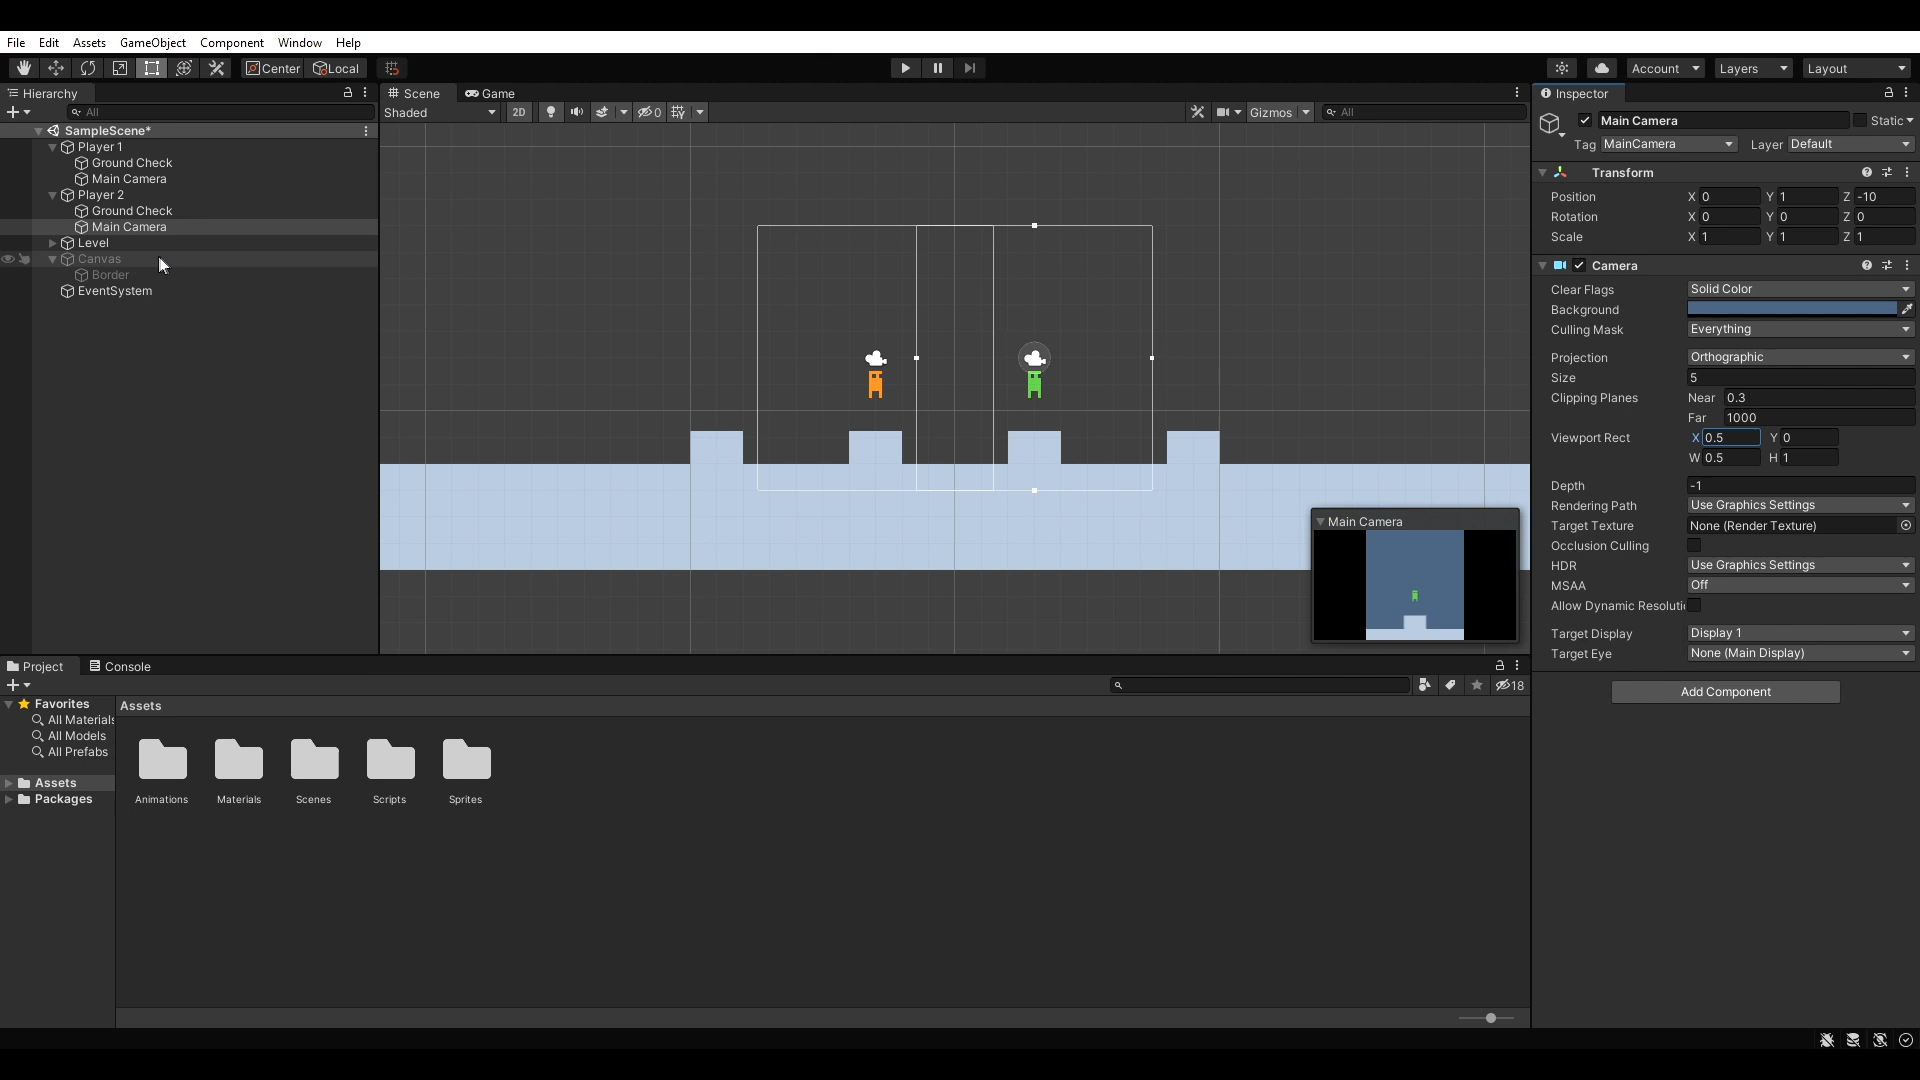 File Edit Assets GameObject Component Window Help
Center Local
Account Layers Layout
Hierarchy
All
SampleScene*
Player 1
Ground Check
Main Camera
Player 2
Ground Check
Main Camera
Level
Canvas
Border
EventSystem
Scene Game
Shaded 2D 0 Gizmos All
Main Camera
Inspector
Main Camera Static
Tag MainCamera Layer Default
Transform
Position X 0 Y 1 Z -10
Rotation X 0 Y 0 Z 0
Scale X 1 Y 1 Z 1
Camera
Clear Flags Solid Color
Background
Culling Mask Everything
Projection Orthographic
Size 5
Clipping Planes Near 0.3
Far 1000
Viewport Rect X 0.5 Y 0
W 0.5 H 1
Depth -1
Rendering Path Use Graphics Settings
Target Texture None (Render Texture)
Occlusion Culling
HDR Use Graphics Settings
MSAA Off
Allow Dynamic Resoluti
Target Display Display 1
Target Eye None (Main Display)
Add Component
Project Console
18
Favorites
All Materials
All Models
All Prefabs
Assets
Packages
Assets
Animations Materials Scenes Scripts Sprites